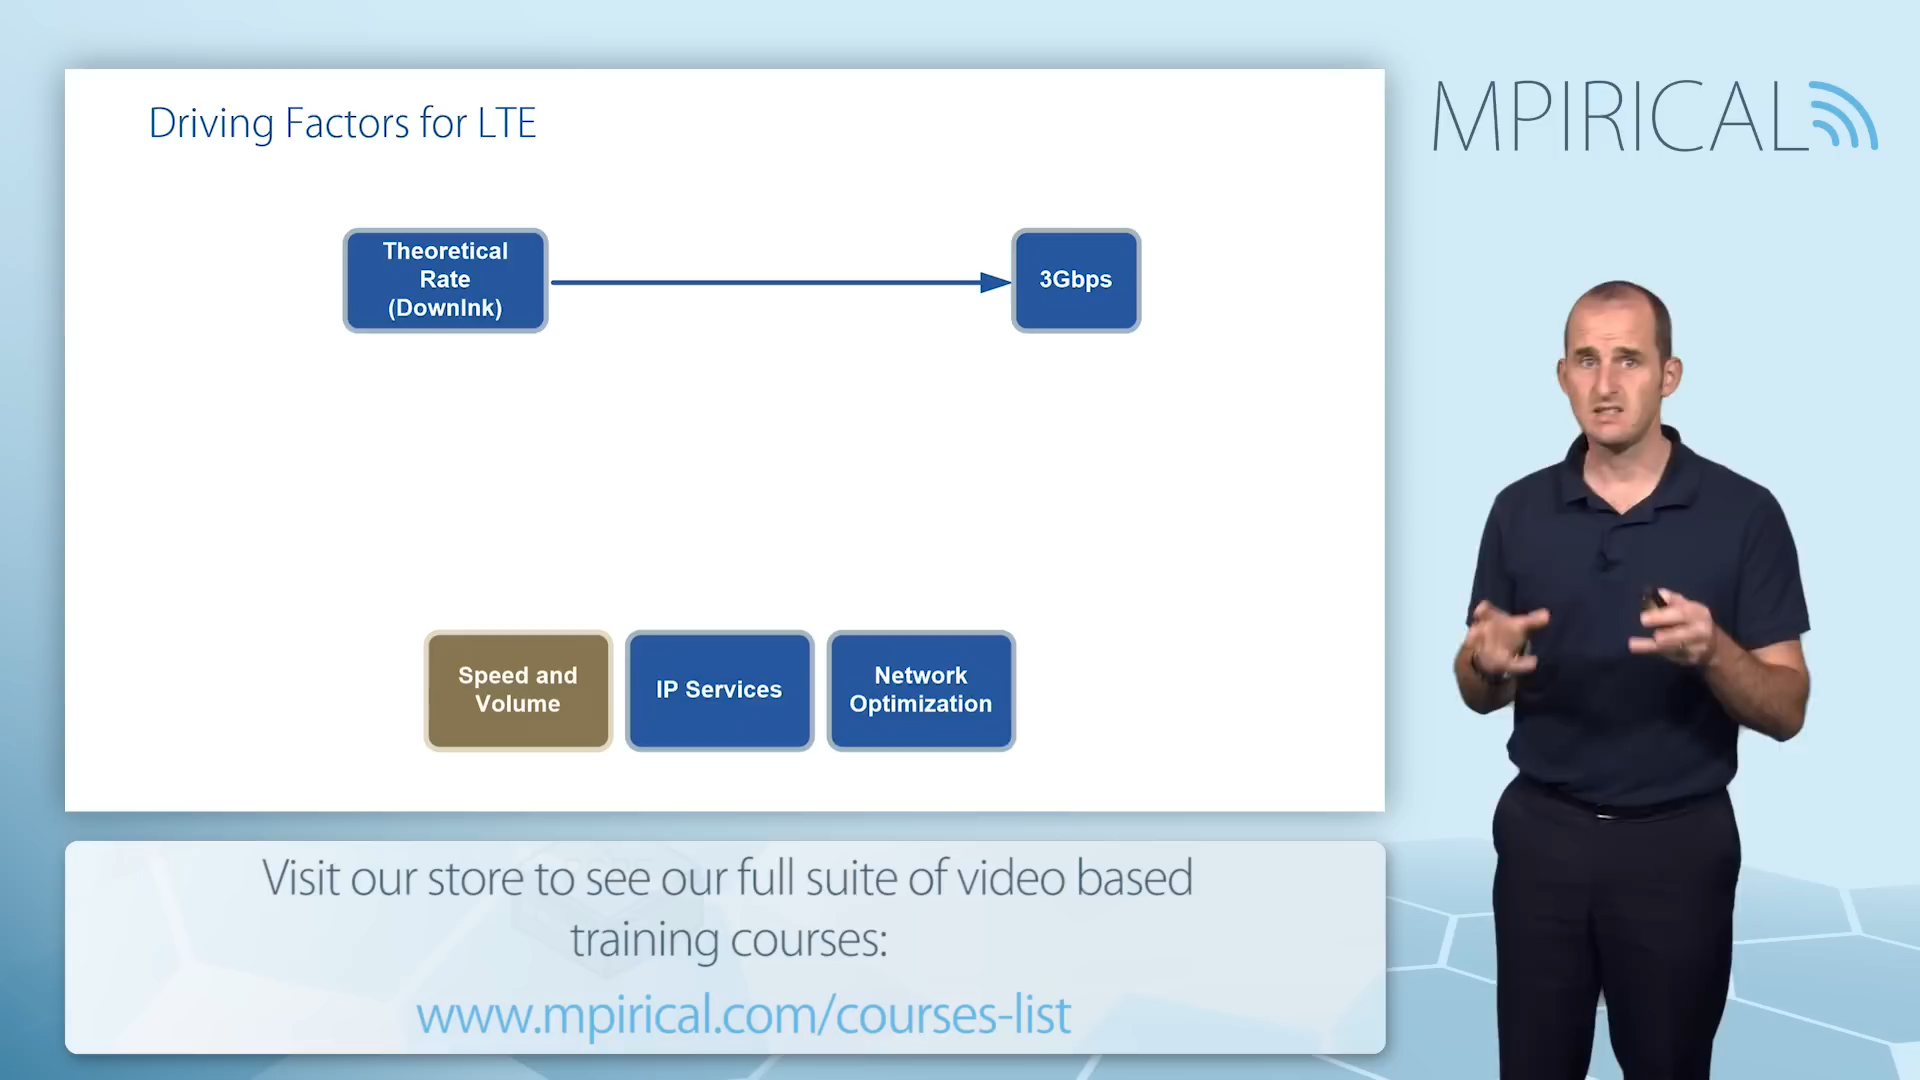 Driving Factors for LTE
MPIRICAL
Theoretical
Rate
(Downlnk)
3Gbps
Speed and
Volume
IP Services
Network
Optimization
Visit our store to see our full suite of video based
training courses:
www.mpirical.com/courses-list